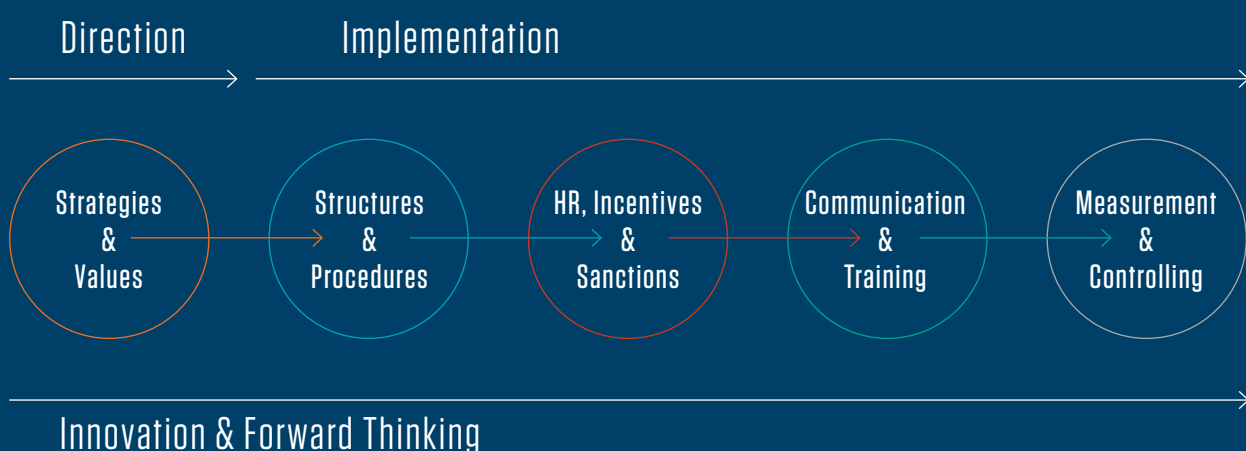 Direction
Implementation
Strategies
&
Values
Structures
&
Procedures
HR, Incentives
&
Sanctions
Communication
&
Training
Measurement
&
Controlling
Innovation & Forward Thinking